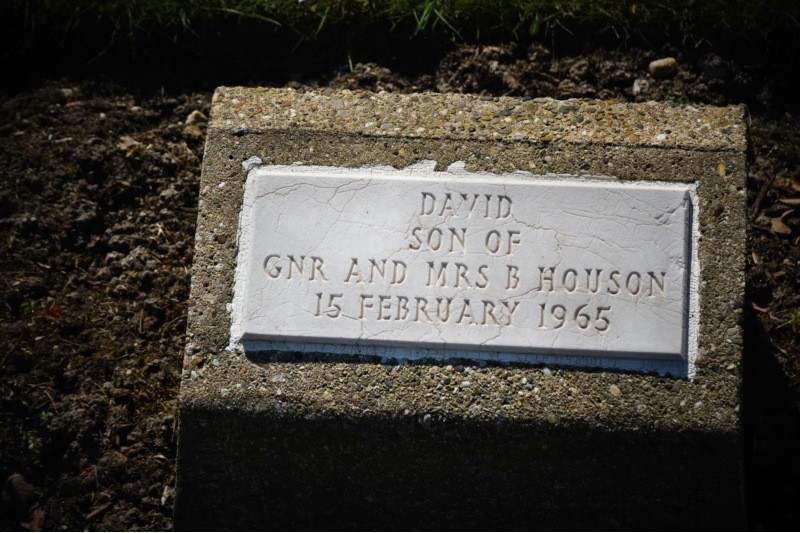 DAVID
SON OF
GNR AND MRS B HOUSON
15 FEBRUARY 1965